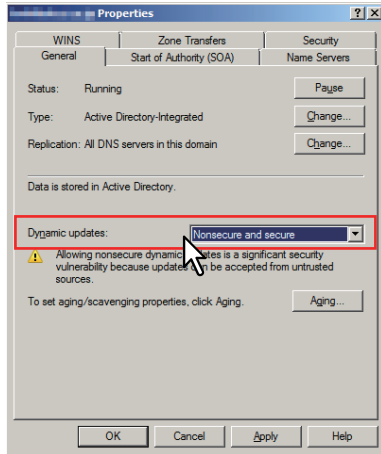 Properties
WINS Zone Transfers Security
General Start of Authority (SOA) Name Servers
Status: Running Pause
Type: Active Directory-Integrated Change...
Replication: All DNS servers in this domain Change...
Data is stored in Active Directory.
Dynamic updates: Nonsecure and secure
Allowing nonsecure dynamic updates is a significant security
vulnerability because updates can be accepted from untrusted
sources.
To set aging/scavenging properties, click Aging. Aging...
OK Cancel Apply Help